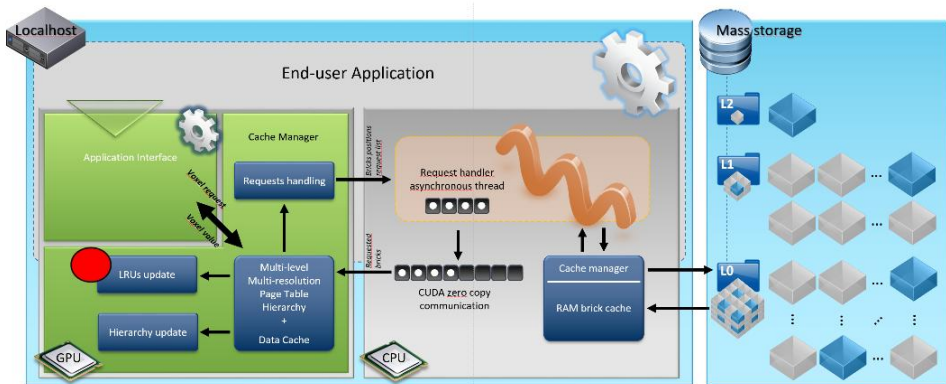 Localhost
Mass storage
End-user Application
Application Interface
Cache Manager
Requests handling
Bricks positions
request list
Request handler
asynchronous thread
Voxel request
Voxel value
LRUs update
Hierarchy update
Multi-level
Multi-resolution
Page Table
Hierarchy
+
Data Cache
Requested
bricks
CUDA zero copy
communication
Cache manager
RAM brick cache
GPU
CPU
L2
L1
...
...
L0
...
...